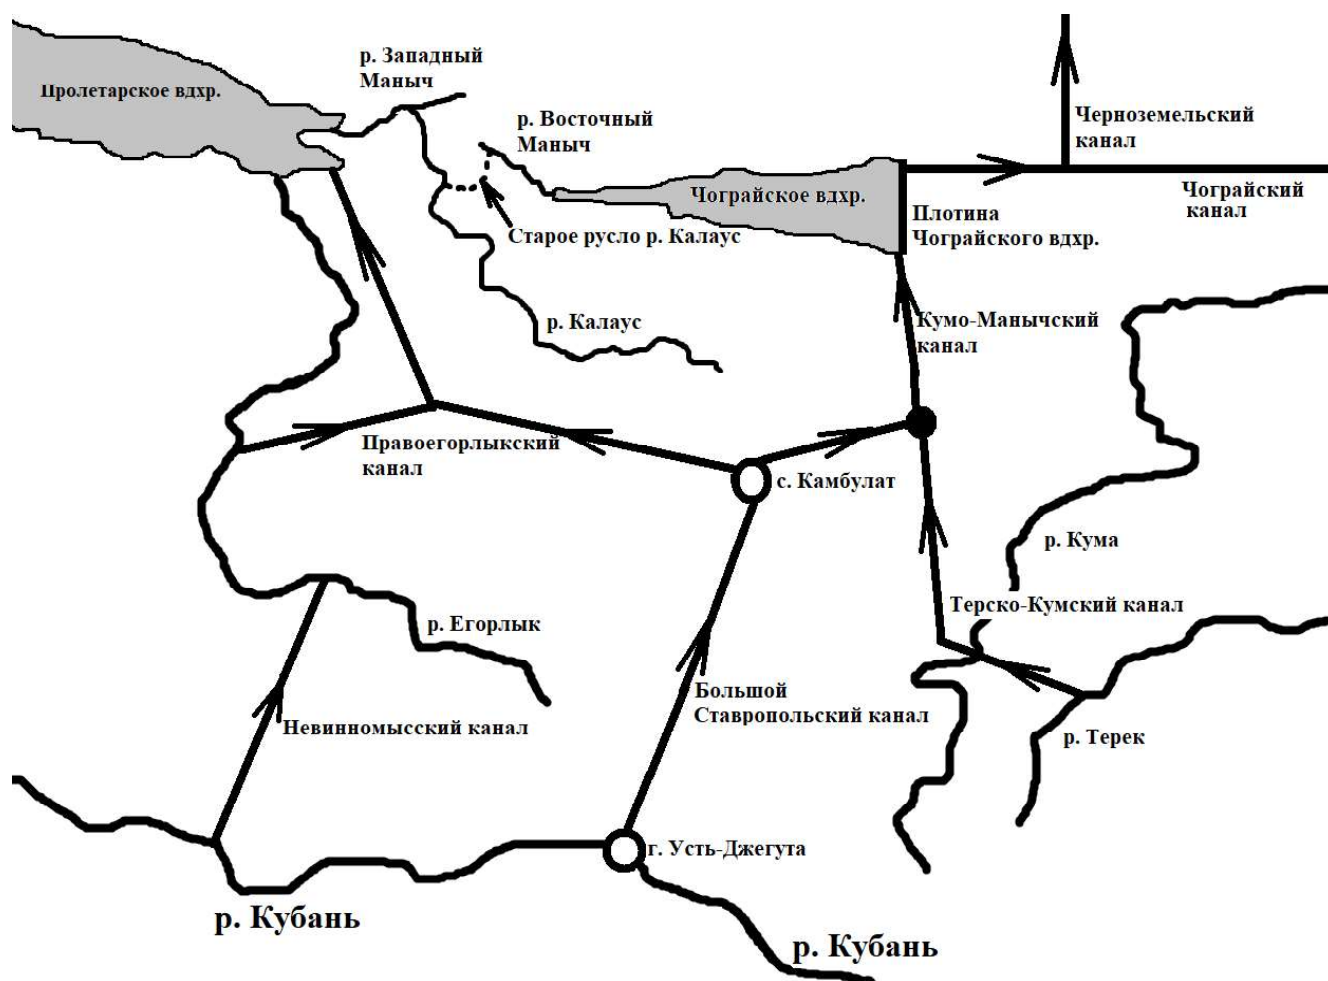 р. Западный
Маныч
Пролетарское вдхр.
р. Восточный
Маныч
Черноземельский
канал
Чограйское вдхр.
Чограйский
канал
Плотина
Чограйского вдхр.
Старое русло р. Калаус
р. Калаус
Кумо-Манычский
канал
Правоегорлыкский
канал
с. Камбулат
р. Кума
Терско-Кумский канал
р. Егорлык
Большой
Ставропольский канал
Невинномысский канал
р. Терек
г. Усть-Джегута
р. Кубань
р. Кубань